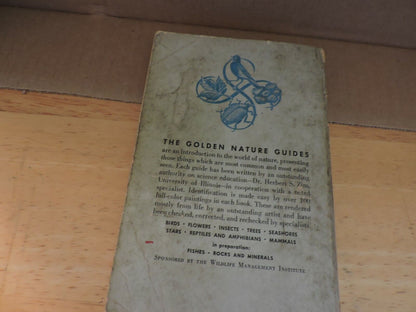 THE GOLDEN NATURE GUIDES
are an introduction to the world of nature, presenting
those things which are most common and most easily
seen. Each guide has been written by an outstanding
authority on science education—Dr. Herbert S. Zim,
University of Illinois—in cooperation with a noted
specialist. Identification is made easy by over 100
full-color paintings in each book. These are rendered
mostly from life by an outstanding artist and have
been checked, corrected, and rechecked by specialists.
BIRDS • FLOWERS • INSECTS • TREES • SEASHORES
STARS • REPTILES AND AMPHIBIANS • MAMMALS
in preparation:
FISHES • ROCKS AND MINERALS
SPONSORED BY THE WILDLIFE MANAGEMENT INSTITUTE